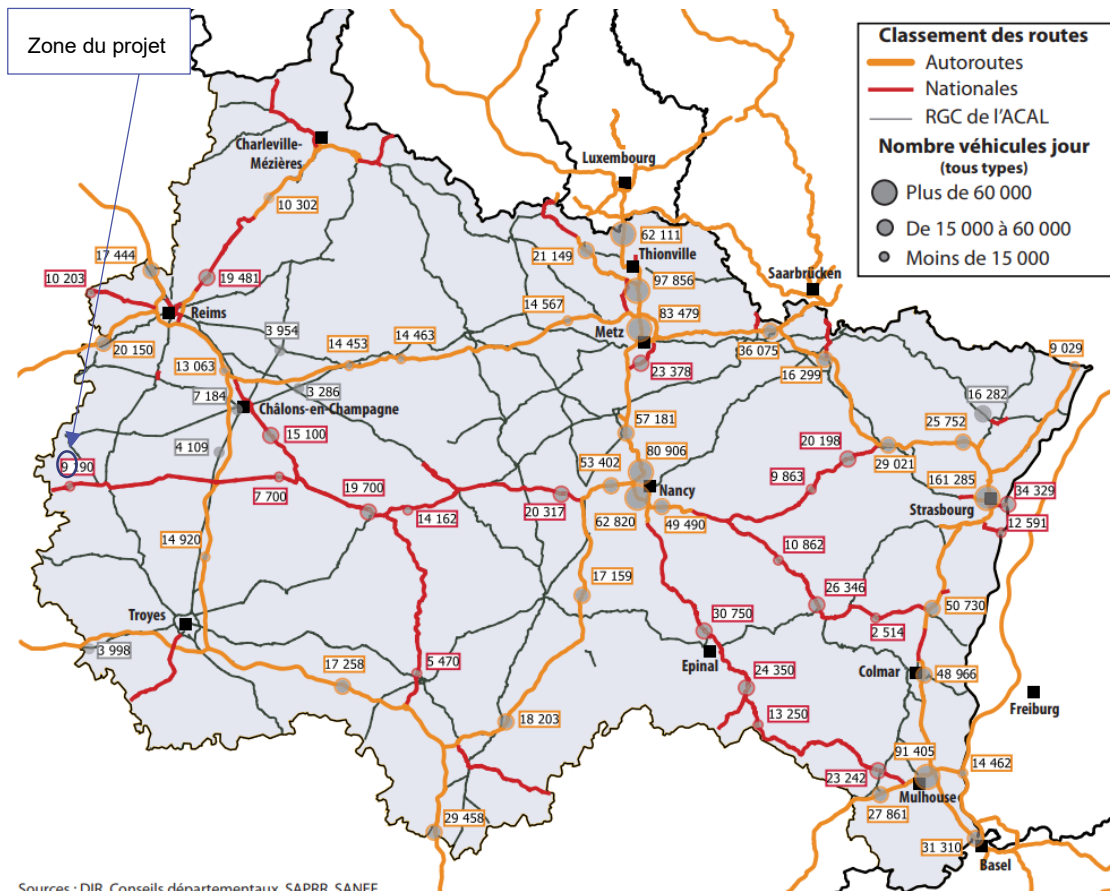 Zone du projet
Classement des routes
Autoroutes
Nationales
RGC de l'ACAL
Nombre véhicules jour
(tous types)
Plus de 60 000
De 15 000 à 60 000
Moins de 15 000
Charleville-
Mézières
Luxembourg
10 302
62 111
17 444
21 149
Thionville
Saarbrücken
10 203
19 481
97 856
Reims
14 567
83 479
3 954
Metz
14 463
20 150
14 453
36 075
9 029
13 063
23 378
16 299
7 184
3 286
16 282
Châlons-en-Champagne
57 181
25 752
15 100
4 109
20 198
80 906
29 021
9 190
53 402
9 863
161 285
7 700
Nancy
34 329
19 700
14 162
20 317
62 820
49 490
Strasbourg
12 591
14 920
10 862
17 159
26 346
50 730
Troyes
30 750
2 514
3 998
5 470
Epinal
17 258
24 350
Colmar
48 966
Freiburg
18 203
13 250
91 405
14 462
23 242
Mulhouse
27 861
29 458
31 310
Basel
Sources : DIR, Conseils départementaux, SAPRR, SANEF